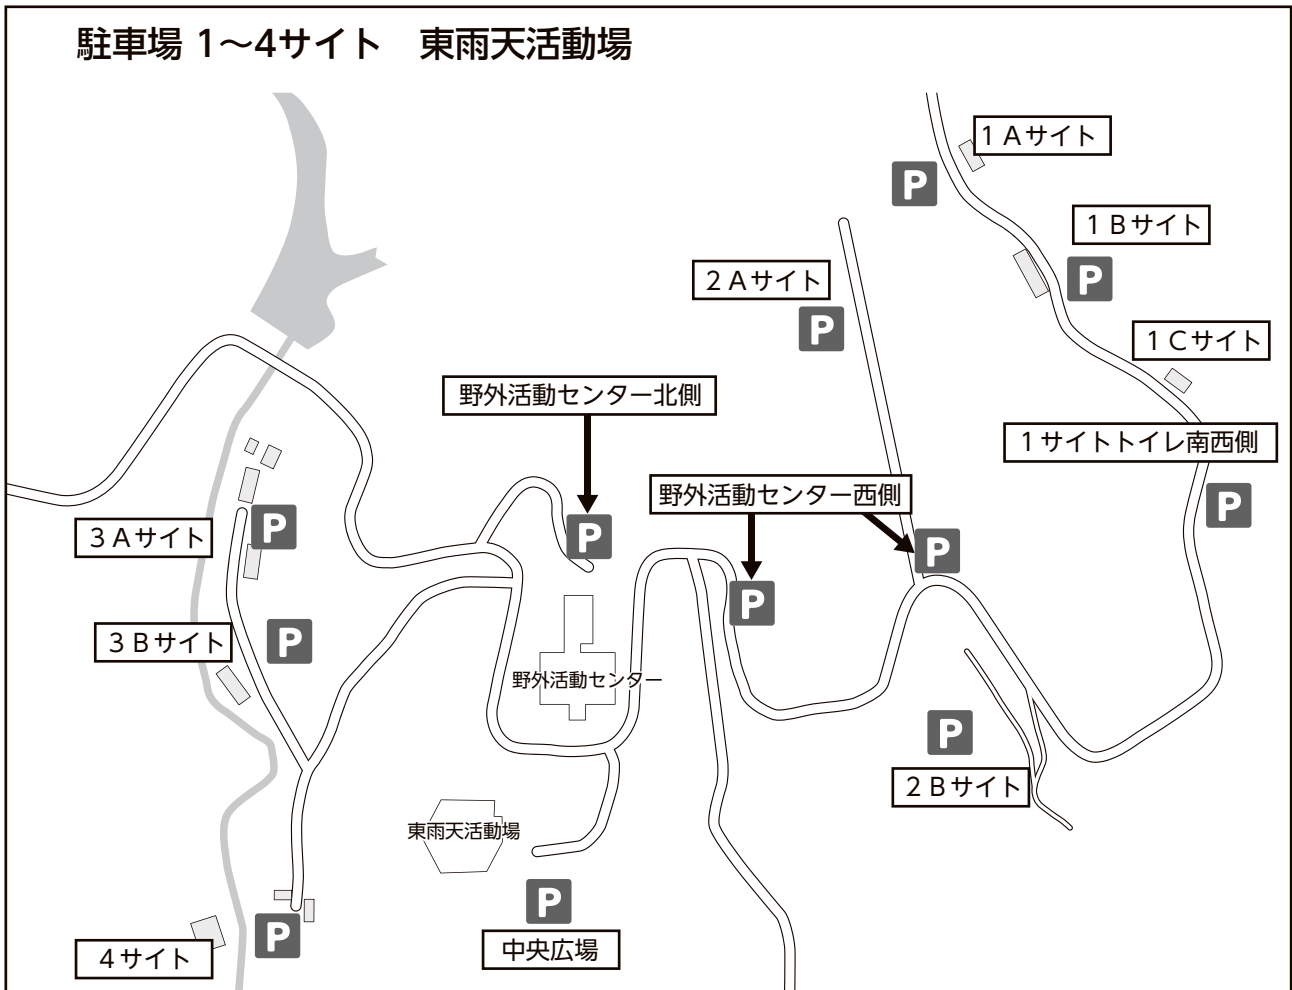 駐車場 1～4サイト　東雨天活動場
１Ａサイト
P
１Ｂサイト
P
２Ａサイト
P
１Ｃサイト
野外活動センター北側
１サイトトイレ南西側
野外活動センター西側
P
P
３Ａサイト
P
P
P
３Ｂサイト
P
野外活動センター
P
２Ｂサイト
東雨天活動場
P
中央広場
P
４サイト